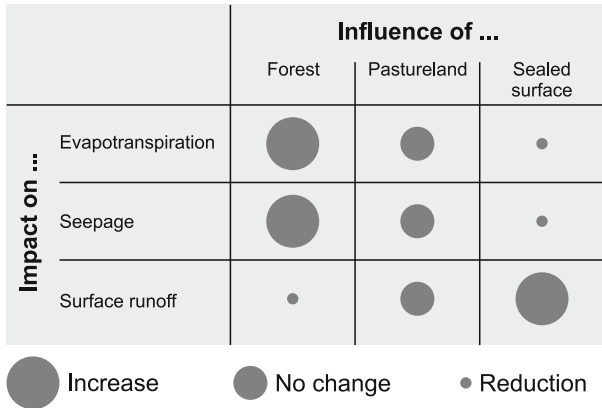 Influence of ...
Forest
Pastureland
Sealed
surface
Impact on ...
Evapotranspiration
Seepage
Surface runoff
Increase
No change
Reduction